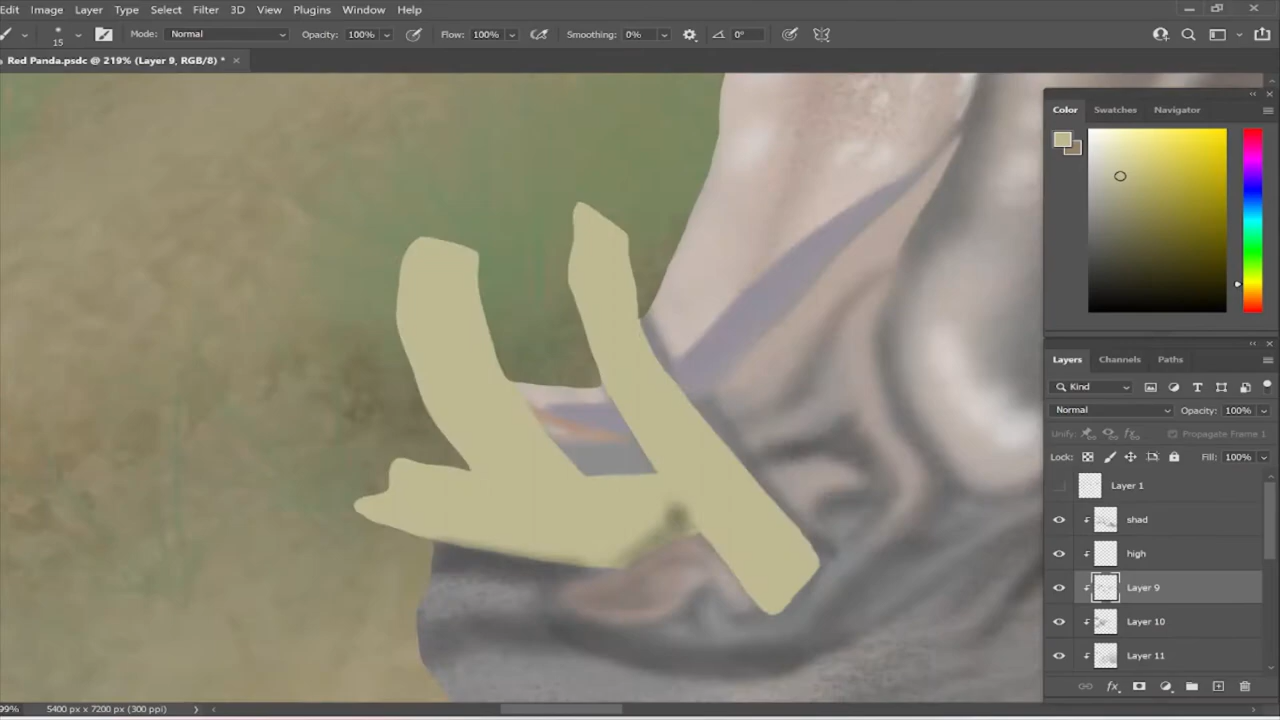 Edit Image Layer Type Select Filter 3D View Plugins Window Help
15 Mode: Normal Opacity: 100% Flow: 100% Smoothing: 0% 0°
Red Panda.psdc @ 219% (Layer 9, RGB/8) *
Color Swatches Navigator
Layers Channels Paths
Kind
Normal Opacity: 100%
Unify: Propagate Frame 1
Lock: Fill: 100%
Layer 1
shad
high
Layer 9
Layer 10
Layer 11
99% 5400 px x 7200 px (300 ppi)